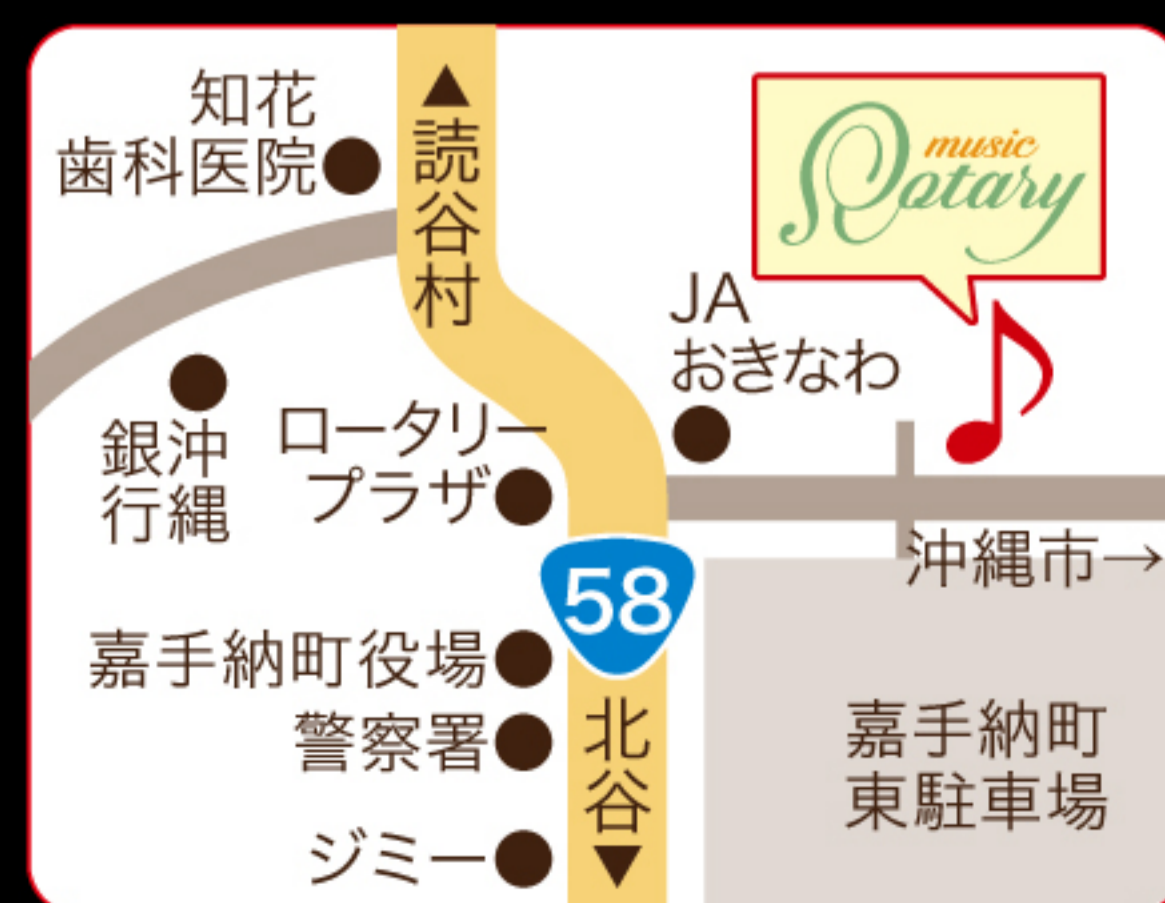 知花
歯科医院
▲読谷村
music
Rotary
JA
おきなわ
沖縄
銀行
ロータリー
プラザ
58
沖縄市→
嘉手納町役場
警察署
北谷▼
ジミー
嘉手納町
東駐車場